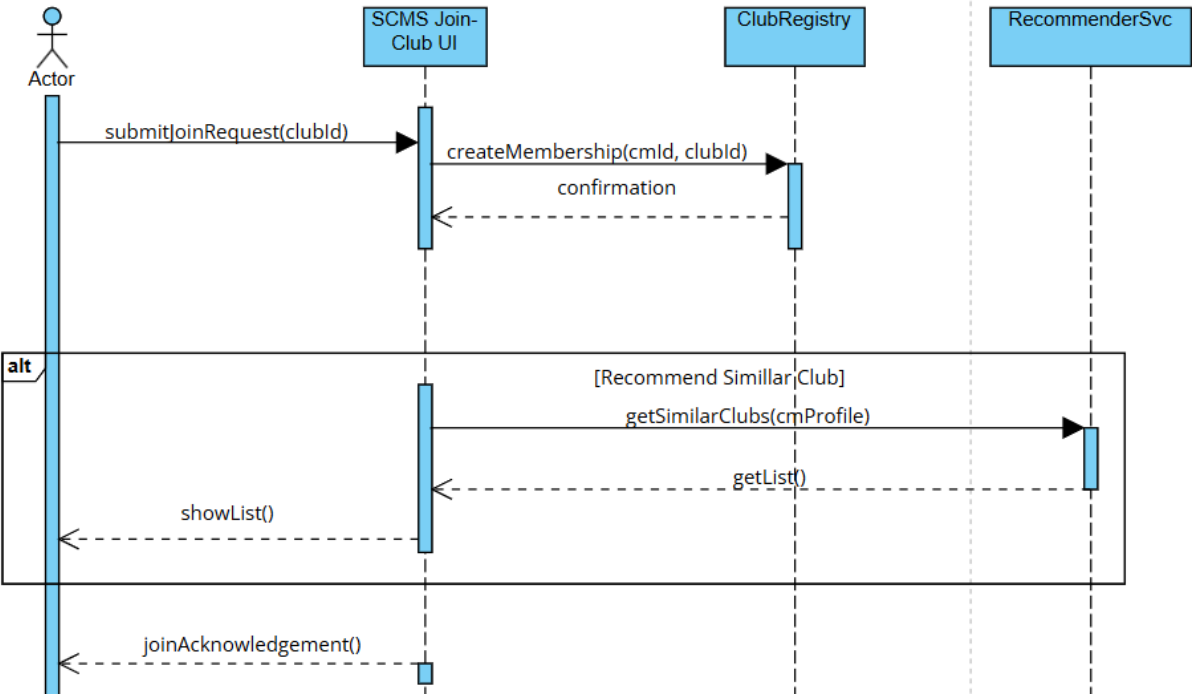 SCMS Join-
Club UI
ClubRegistry
RecommenderSvc
Actor
submitJoinRequest(clubId)
createMembership(cmId, clubId)
confirmation
alt
[Recommend Simillar Club]
getSimilarClubs(cmProfile)
getList()
showList()
joinAcknowledgement()